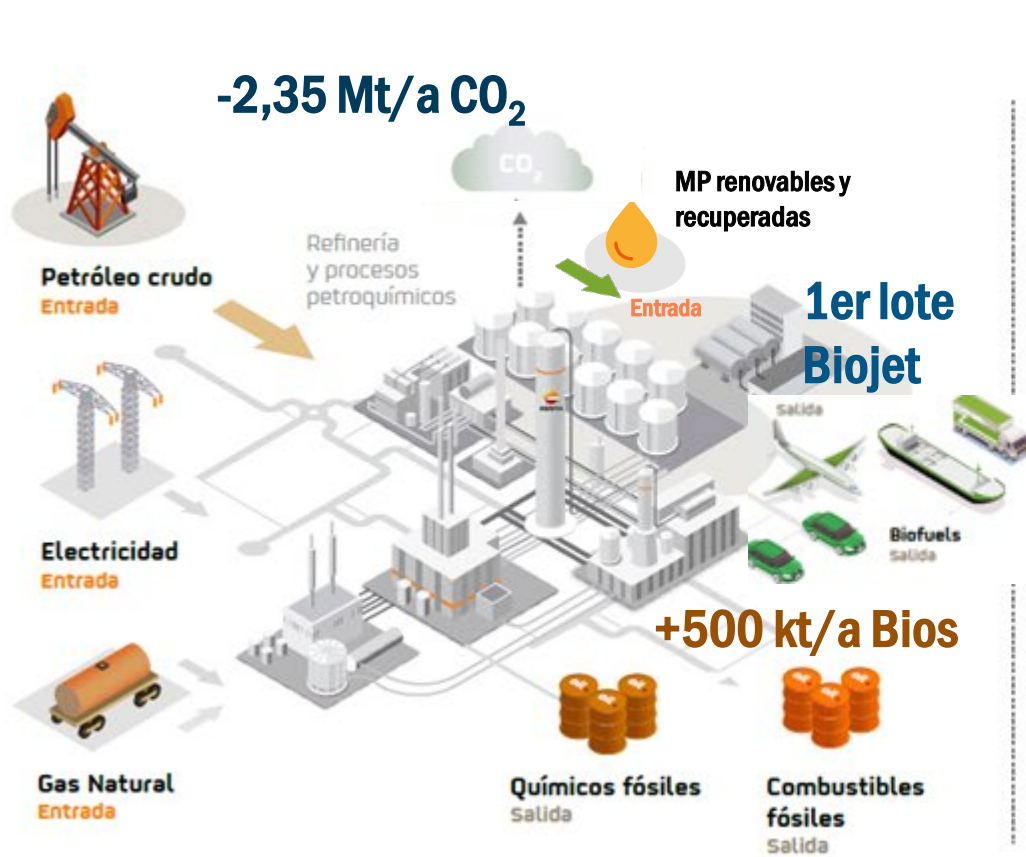 -2,35 Mt/a CO₂
CO₂
MP renovables y
recuperadas
Entrada
Petróleo crudo
Entrada
Refinería
y procesos
petroquímicos
1er lote
Biojet
Salida
Electricidad
Entrada
Biofuels
Salida
+500 kt/a Bios
Gas Natural
Entrada
Químicos fósiles
Salida
Combustibles
fósiles
Salida